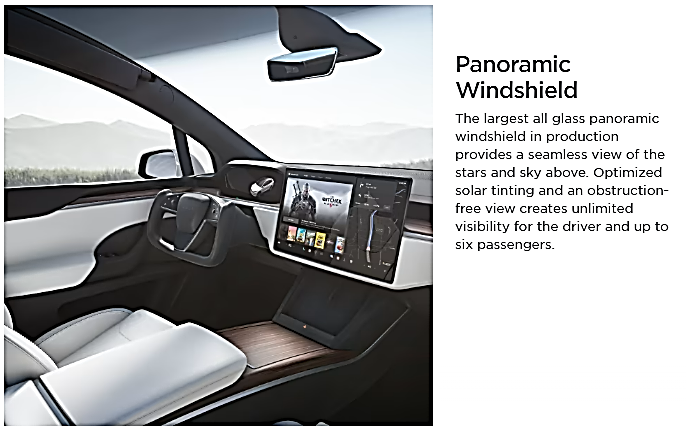 Panoramic
Windshield
The largest all glass panoramic
windshield in production
provides a seamless view of the
stars and sky above. Optimized
solar tinting and an obstruction-
free view creates unlimited
visibility for the driver and up to
six passengers.
WITCHER